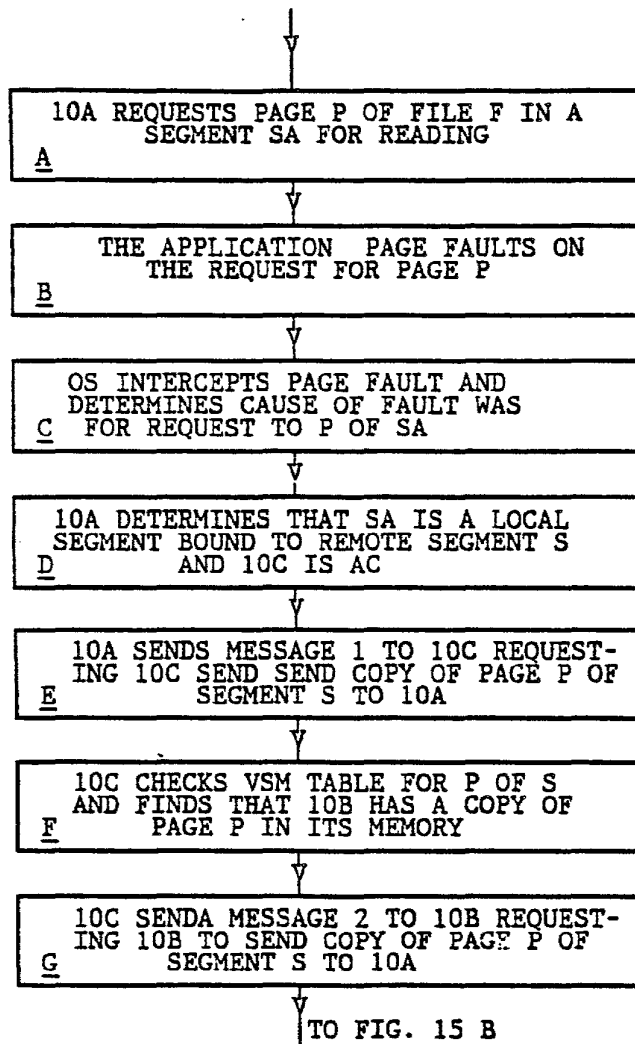 10A REQUESTS PAGE P OF FILE F IN A
SEGMENT SA FOR READING
A
THE APPLICATION PAGE FAULTS ON
THE REQUEST FOR PAGE P
B
OS INTERCEPTS PAGE FAULT AND
DETERMINES CAUSE OF FAULT WAS
C FOR REQUEST TO P OF SA
10A DETERMINES THAT SA IS A LOCAL
SEGMENT BOUND TO REMOTE SEGMENT S
D AND 10C IS AC
10A SENDS MESSAGE 1 TO 10C REQUEST-
ING 10C SEND SEND COPY OF PAGE P OF
E SEGMENT S TO 10A
10C CHECKS VSM TABLE FOR P OF S
AND FINDS THAT 10B HAS A COPY OF
F PAGE P IN ITS MEMORY
10C SENDA MESSAGE 2 TO 10B REQUEST-
ING 10B TO SEND COPY OF PAGE P OF
G SEGMENT S TO 10A
TO FIG. 15 B